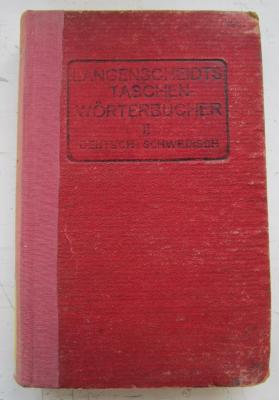 LANGENSCHEIDTS
TASCHEN-
WÖRTERBÜCHER
II
DEUTSCH-SCHWEDISCH